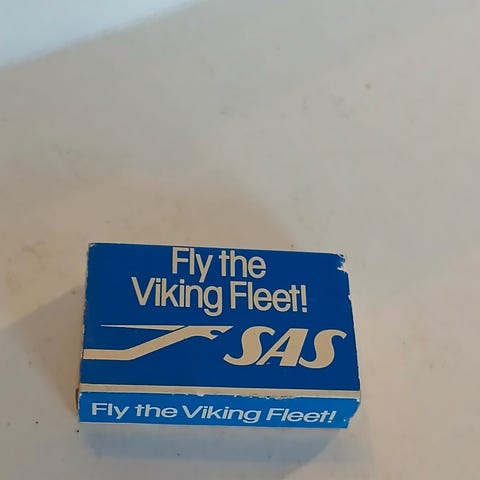 Fly the
Viking Fleet!
SAS
Fly the Viking Fleet!